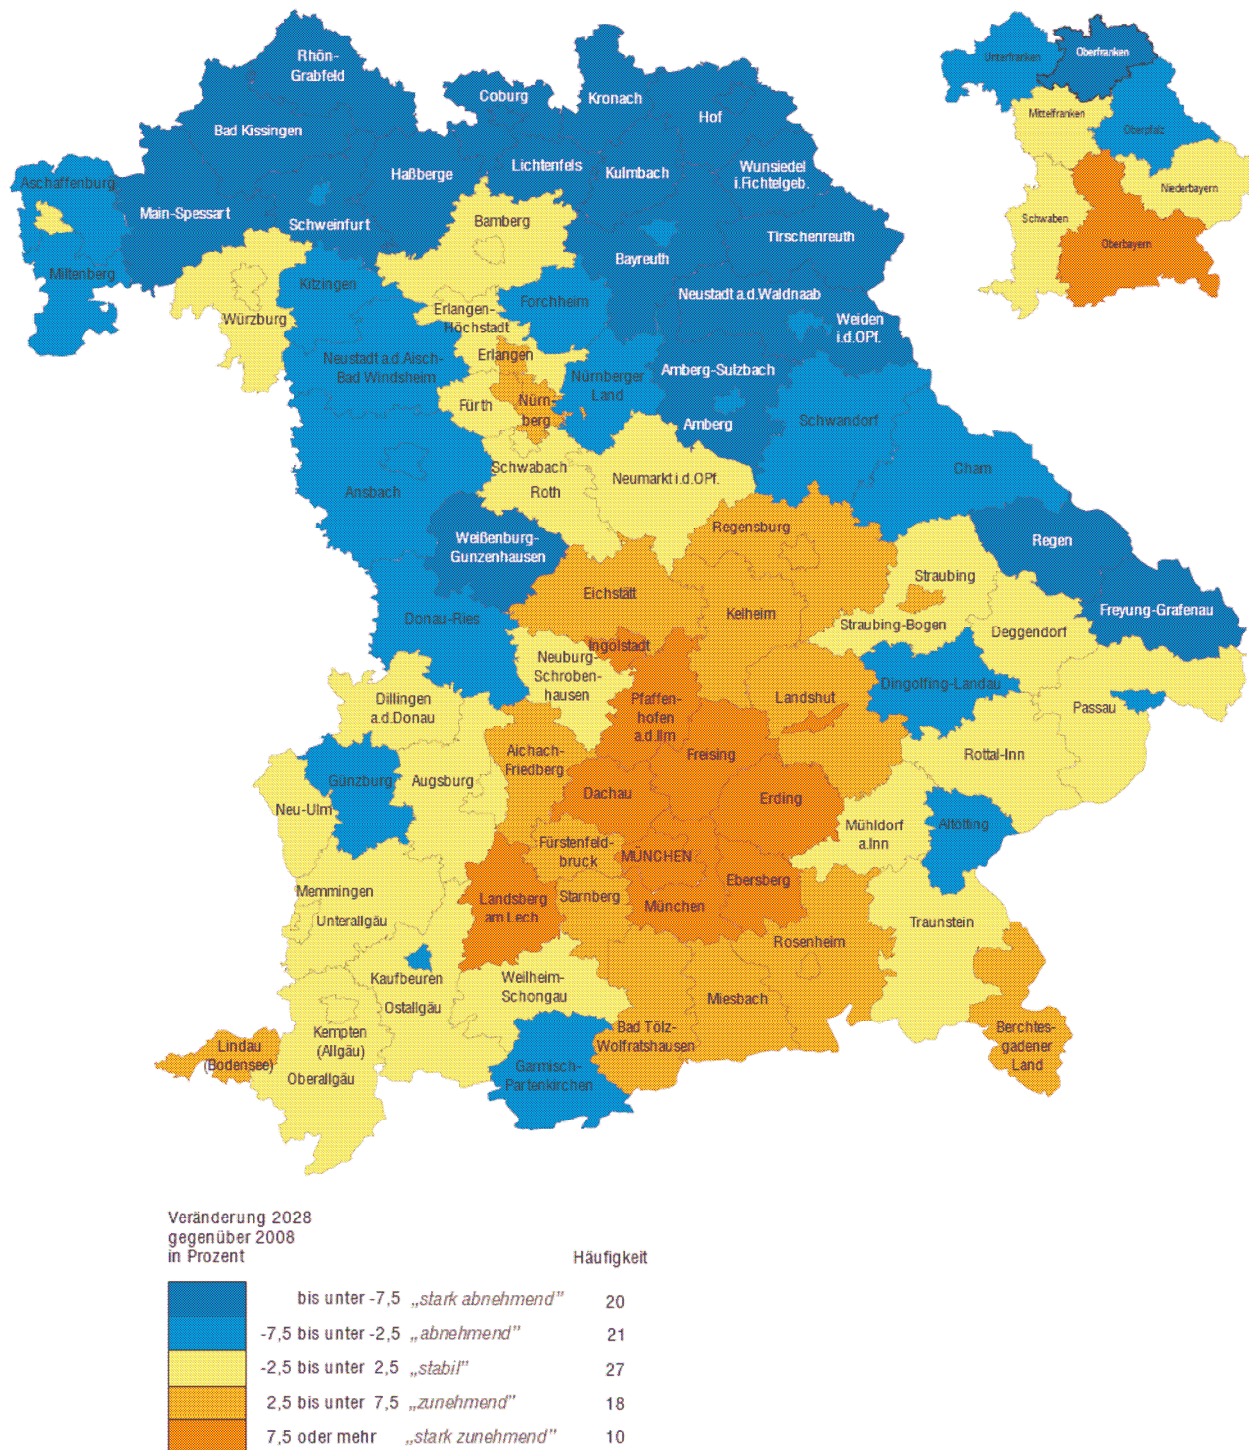 Rhön-
Grabfeld
Coburg
Kronach
Hof
Bad Kissingen
Lichtenfels
Kulmbach
Wunsiedel
i.Fichtelgeb.
Haßberge
Aschaffenburg
Main-Spessart
Schweinfurt
Bamberg
Tirschenreuth
Bayreuth
Miltenberg
Kitzingen
Forchheim
Neustadt a.d.Waldnaab
Würzburg
Erlangen-
Höchstadt
Weiden
i.d.OPf.
Neustadt a.d. Aisch-
Bad Windsheim
Erlangen
Nürnberger
Land
Amberg-Sulzbach
Fürth
Nürn-
berg
Amberg
Schwandorf
Schwabach
Roth
Neumarkt i.d.OPf.
Cham
Ansbach
Weißenburg-
Gunzenhausen
Regensburg
Regen
Straubing
Eichstätt
Kelheim
Freyung-Grafenau
Donau-Ries
Straubing-Bogen
Deggendorf
Ingolstadt
Neuburg-
Schroben-
hausen
Dingolfing-Landau
Dillingen
a.d.Donau
Pfaffen-
hofen
a.d.Ilm
Landshut
Passau
Aichach-
Friedberg
Freising
Rottal-Inn
Günzburg
Augsburg
Neu-Ulm
Dachau
Erding
Mühldorf
a.Inn
Altötting
Fürstenfeld-
bruck
MÜNCHEN
Memmingen
Landsberg
am Lech
Starnberg
Ebersberg
München
Unterallgäu
Traunstein
Rosenheim
Kaufbeuren
Weilheim-
Schongau
Miesbach
Ostallgäu
Kempten
(Allgäu)
Bad Tölz-
Wolfratshausen
Berchtes-
gadener
Land
Lindau
(Bodensee)
Oberallgäu
Garmisch-
Partenkirchen
Unterfranken
Oberfranken
Mittelfranken
Oberpfalz
Niederbayern
Schwaben
Oberbayern
Veränderung 2028
gegenüber 2008
in Prozent
Häufigkeit
bis unter -7,5 „stark abnehmend” 20
-7,5 bis unter -2,5 „abnehmend” 21
-2,5 bis unter 2,5 „stabil” 27
2,5 bis unter 7,5 „zunehmend” 18
7,5 oder mehr „stark zunehmend” 10